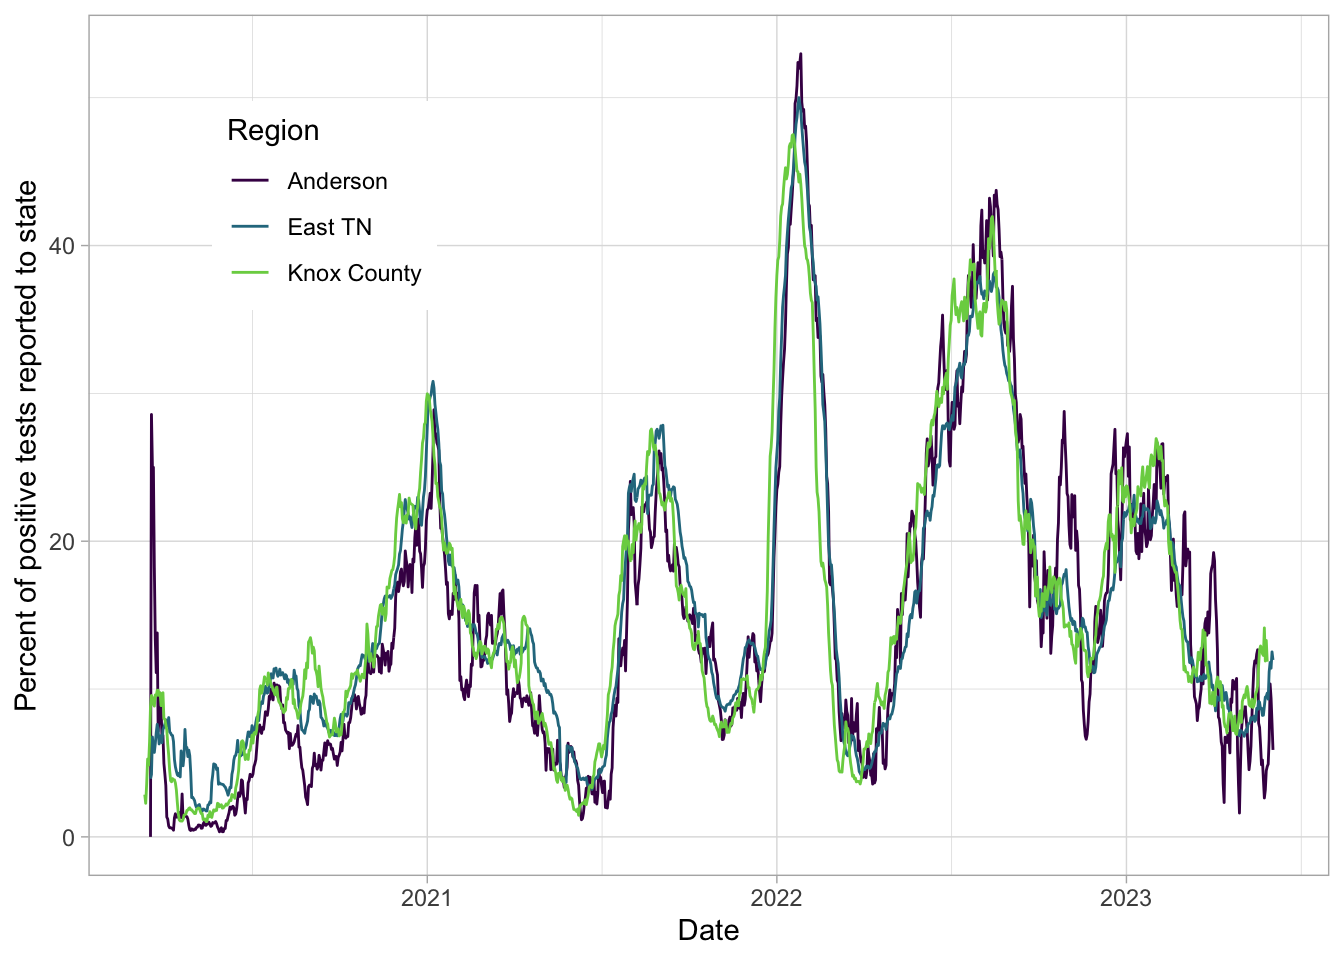 Region
Anderson
East TN
Knox County
Percent of positive tests reported to state
40
20
0
2021
2022
2023
Date